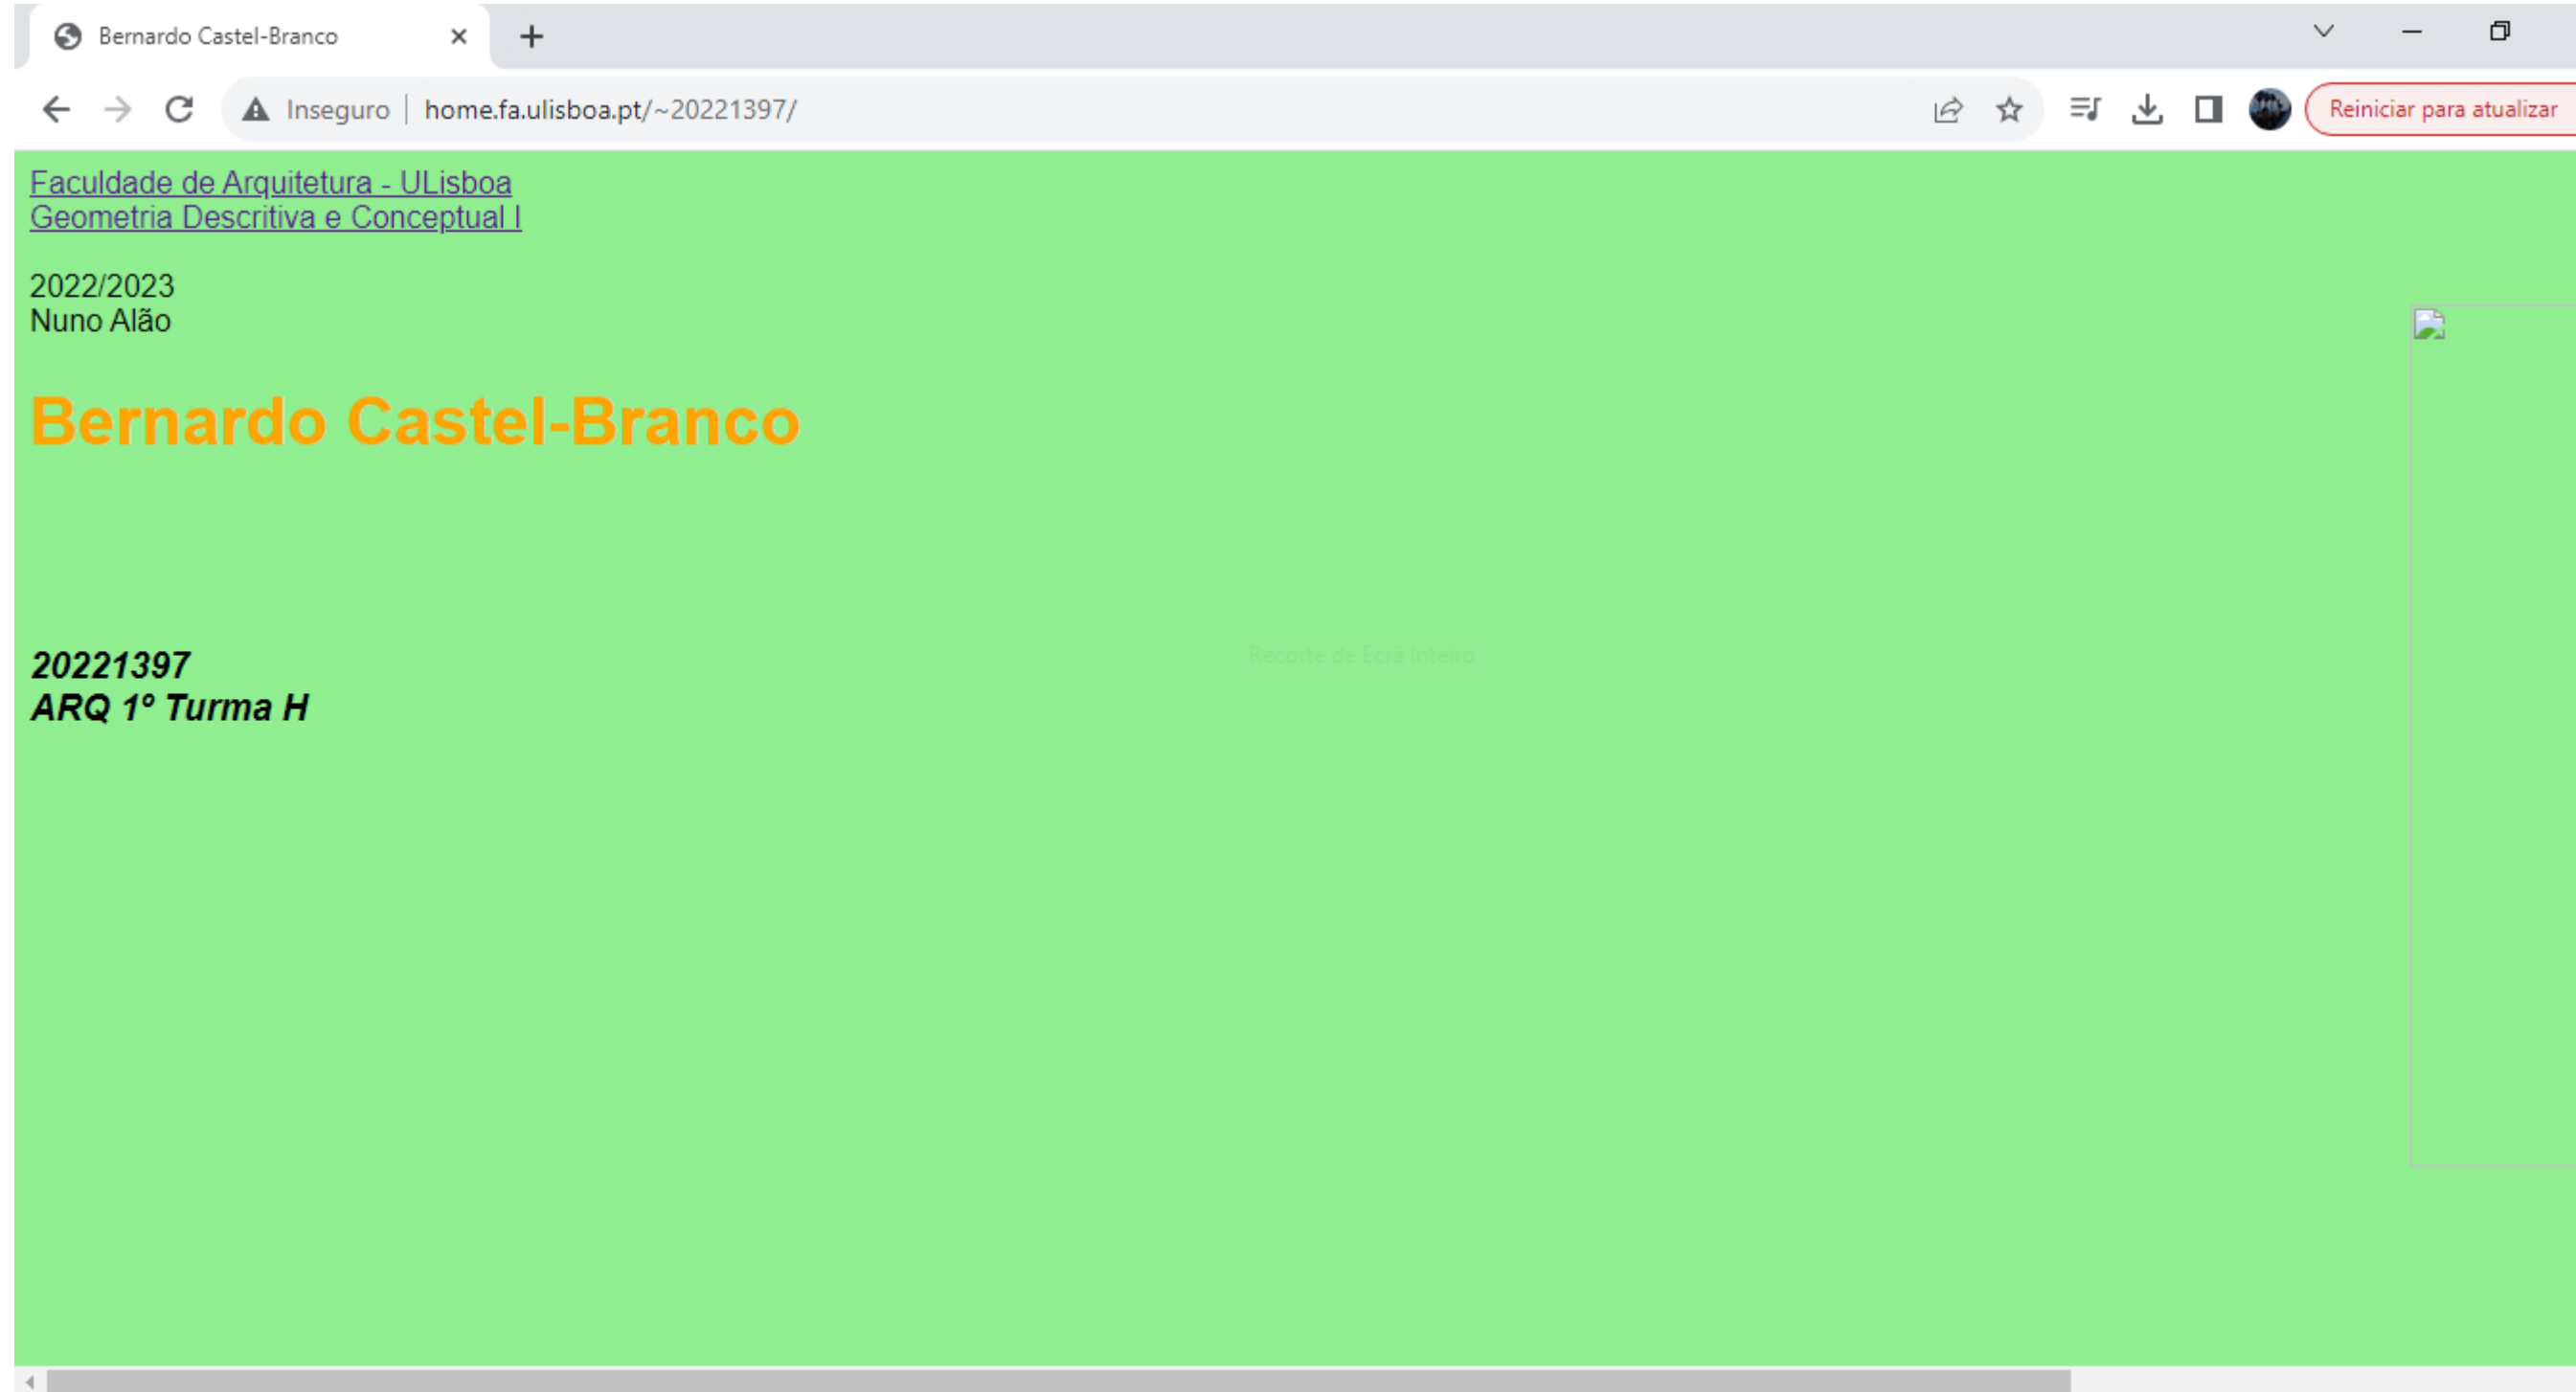 Bernardo Castel-Branco
Inseguro
home.fa.ulisboa.pt/~20221397/
Reiniciar para atualizar
Faculdade de Arquitetura - ULisboa
Geometria Descritiva e Conceptual I
2022/2023
Nuno Alão
Bernardo Castel-Branco
20221397
ARQ 1º Turma H
Recorte de Ecrã Inteiro